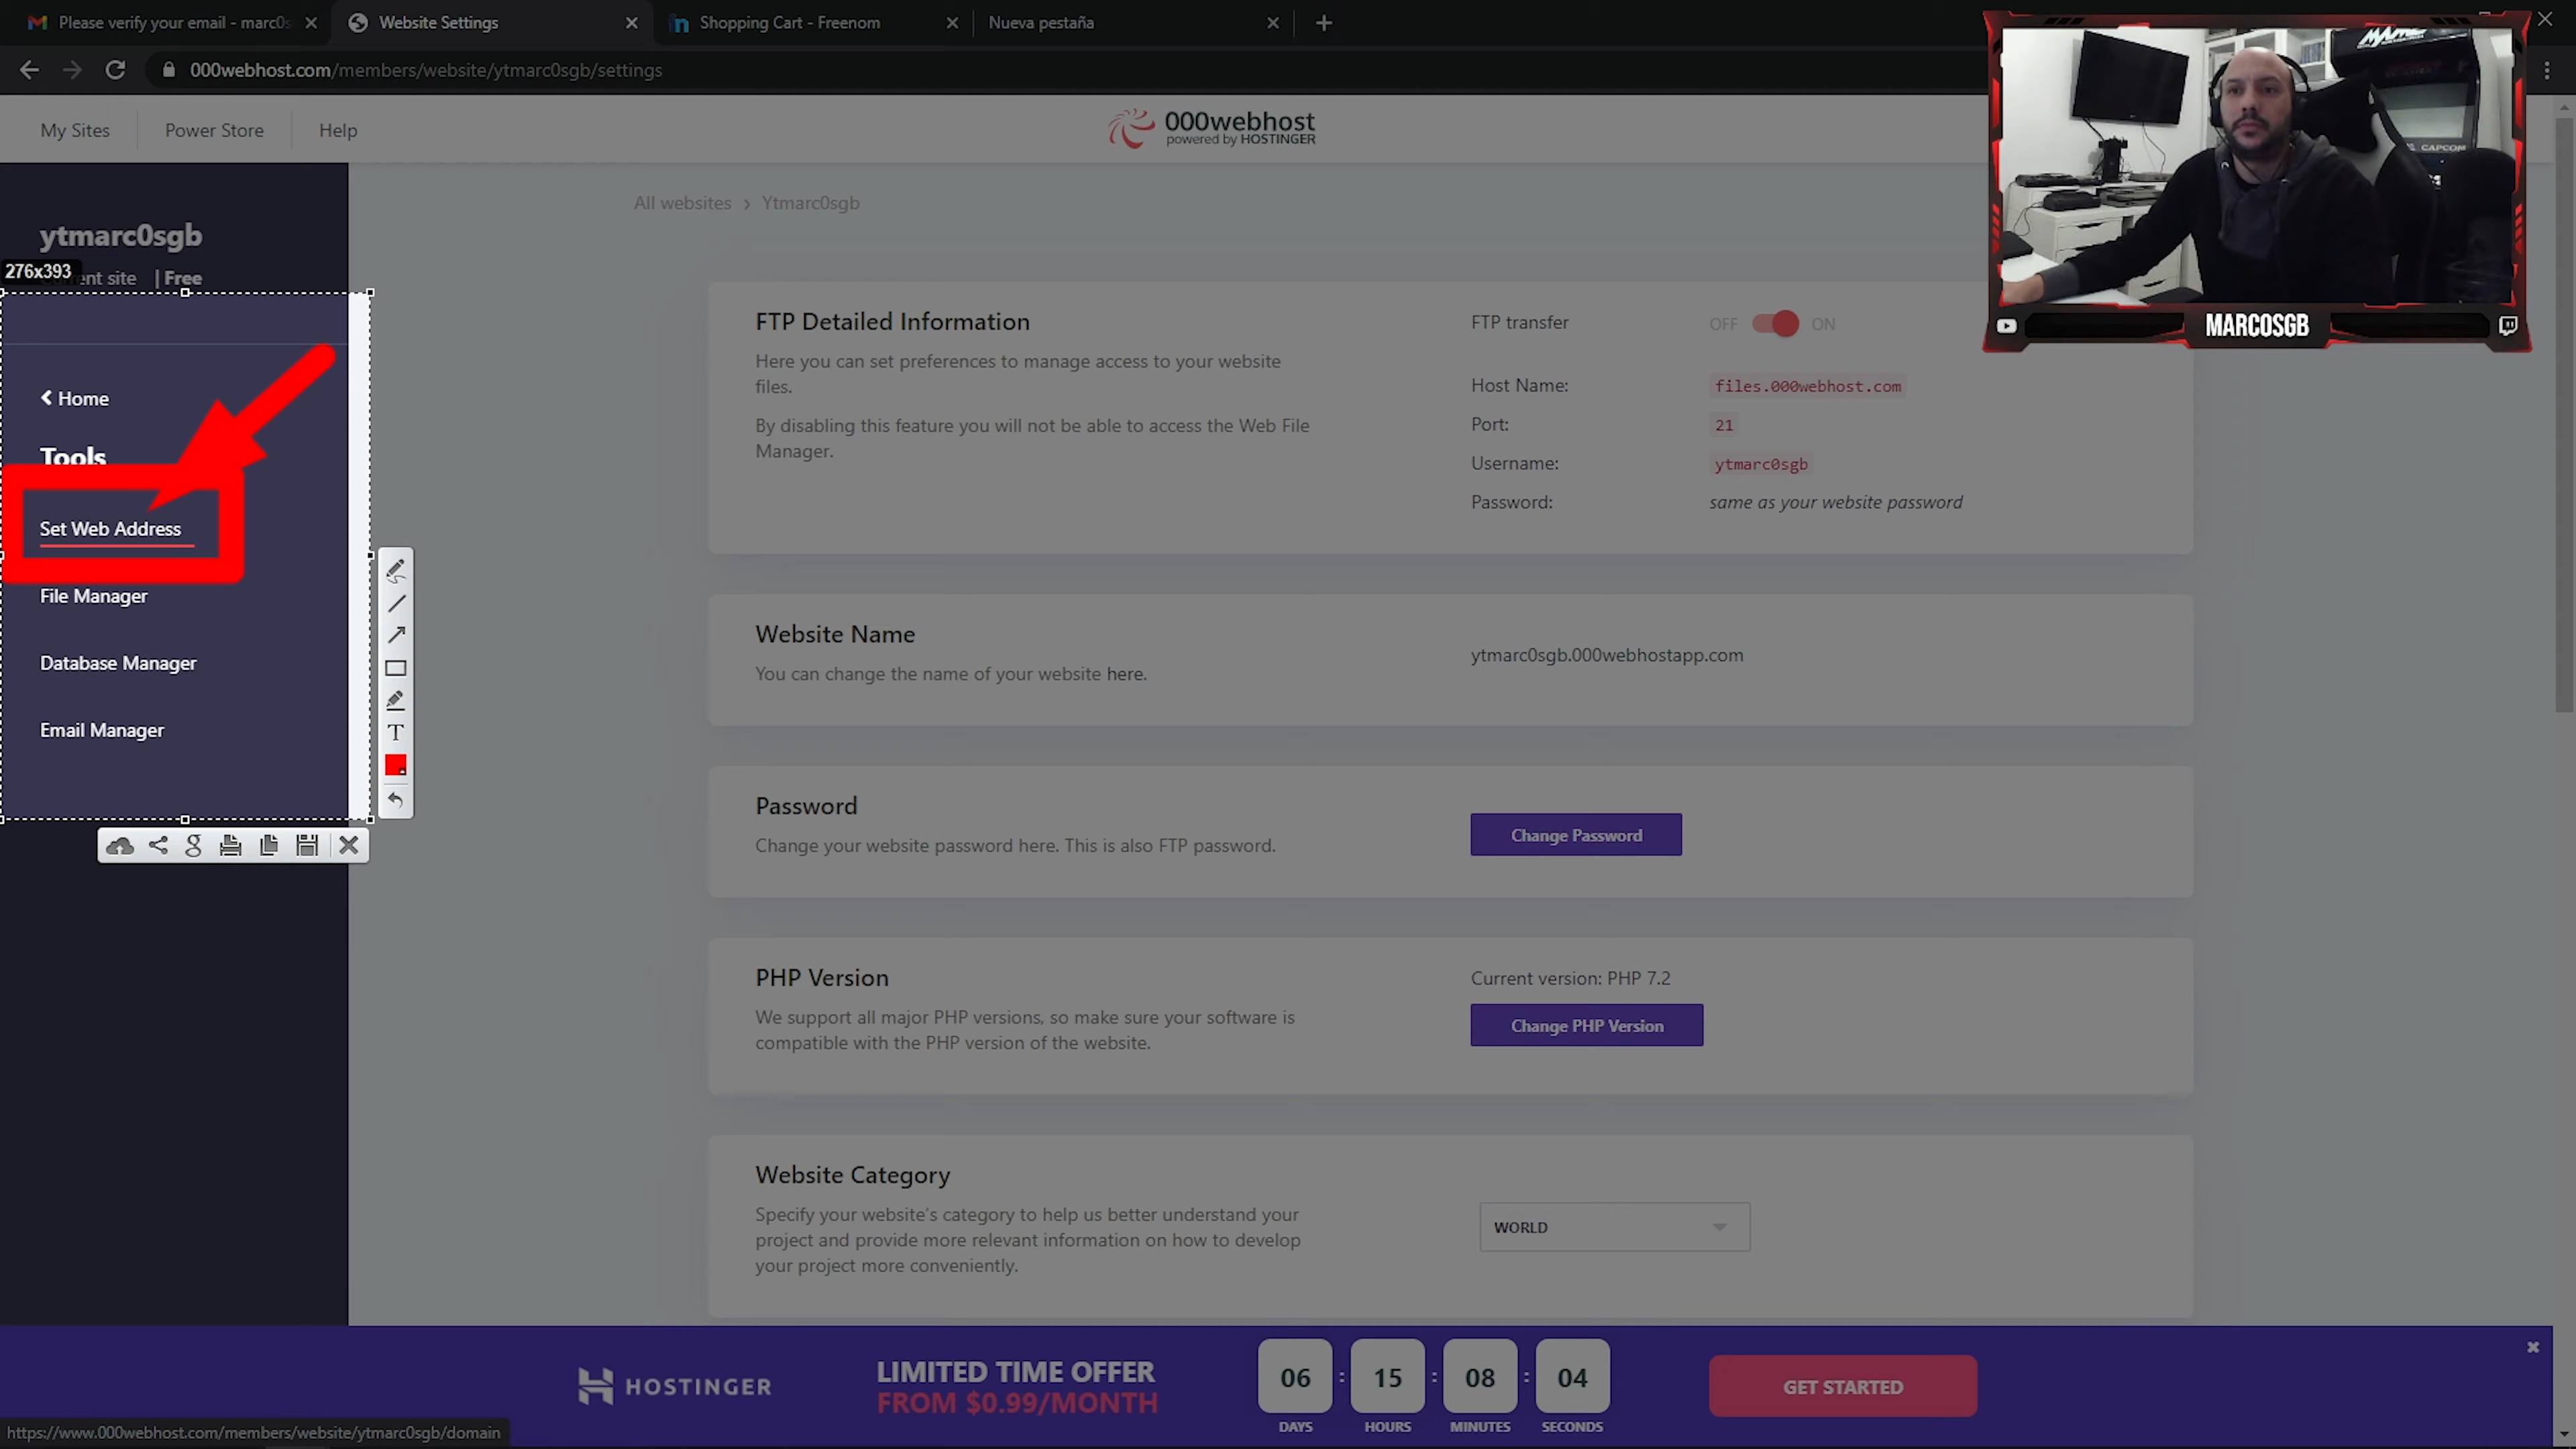 Please verify your email - marc0s
Website Settings
Shopping Cart - Freenom
Nueva pestaña
000webhost.com/members/website/ytmarc0sgb/settings
My Sites
Power Store
Help
000webhost
powered by HOSTINGER
ytmarc0sgb
276x393
ent site | Free
Home
Tools
Set Web Address
File Manager
Database Manager
Email Manager
All websites › Ytmarc0sgb
FTP Detailed Information
Here you can set preferences to manage access to your website
files.
By disabling this feature you will not be able to access the Web File
Manager.
FTP transfer
OFF
ON
Host Name: files.000webhost.com
Port: 21
Username: ytmarc0sgb
Password: same as your website password
Website Name
You can change the name of your website here.
ytmarc0sgb.000webhostapp.com
Password
Change your website password here. This is also FTP password.
Change Password
PHP Version
We support all major PHP versions, so make sure your software is
compatible with the PHP version of the website.
Current version: PHP 7.2
Change PHP Version
Website Category
Specify your website's category to help us better understand your
project and provide more relevant information on how to develop
your project more conveniently.
WORLD
CAPCOM
MARCOSGB
HOSTINGER
LIMITED TIME OFFER
FROM $0.99/MONTH
06 : 15 : 08 : 04
DAYS HOURS MINUTES SECONDS
GET STARTED
https://www.000webhost.com/members/website/ytmarc0sgb/domain